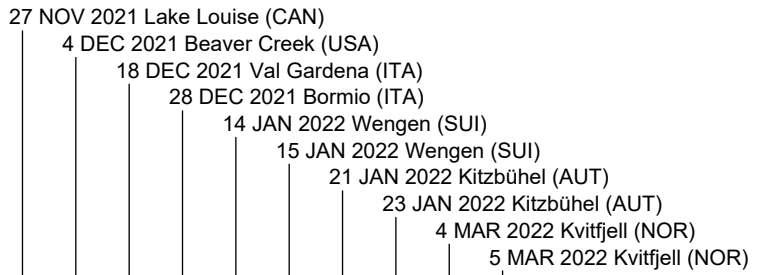 27 NOV 2021 Lake Louise (CAN)
4 DEC 2021 Beaver Creek (USA)
18 DEC 2021 Val Gardena (ITA)
28 DEC 2021 Bormio (ITA)
14 JAN 2022 Wengen (SUI)
15 JAN 2022 Wengen (SUI)
21 JAN 2022 Kitzbühel (AUT)
23 JAN 2022 Kitzbühel (AUT)
4 MAR 2022 Kvitfjell (NOR)
5 MAR 2022 Kvitfjell (NOR)